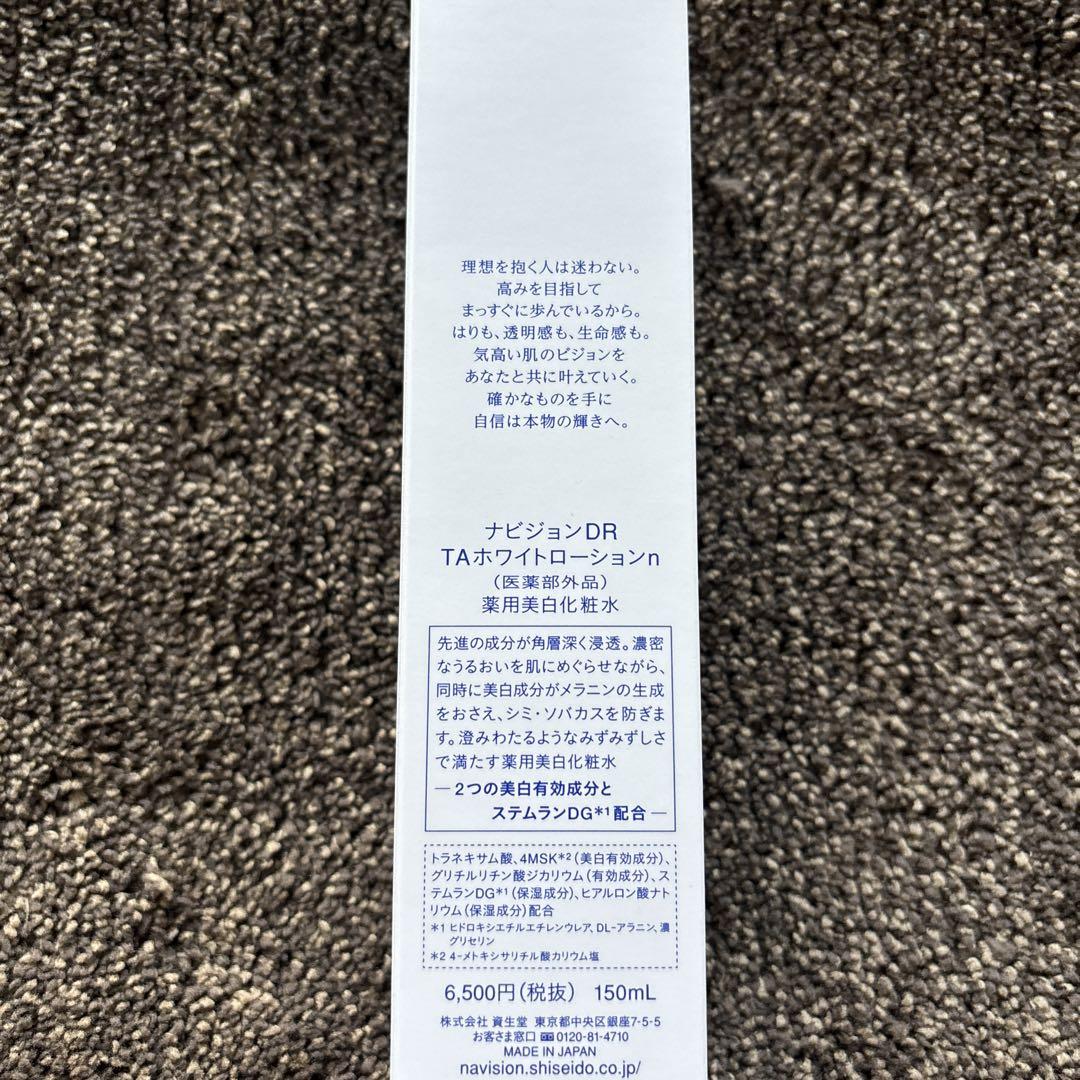 理想を抱く人は迷わない。
高みを目指して
まっすぐに歩んでいるから。
はりも、透明感も、生命感も。
気高い肌のビジョンを
あなたと共に叶えていく。
確かなものを手に
自信は本物の輝きへ。
ナビジョンDR
TAホワイトローションn
（医薬部外品）
薬用美白化粧水
先進の成分が角層深く浸透。濃密
なうるおいを肌にめぐらせながら、
同時に美白成分がメラニンの生成
をおさえ、シミ・ソバカスを防ぎま
す。澄みわたるようなみずみずしさ
で満たす薬用美白化粧水
― 2つの美白有効成分と
ステムランDG＊1配合 ―
トラネキサム酸、4MSK＊2（美白有効成分）、
グリチルリチン酸ジカリウム（有効成分）、ス
テムランDG＊1（保湿成分）、ヒアルロン酸ナト
リウム（保湿成分）配合
＊1 ヒドロキシエチルエチレンウレア、DL-アラニン、濃
グリセリン
＊2 4-メトキシサリチル酸カリウム塩
6,500円（税抜） 150mL
株式会社 資生堂 東京都中央区銀座7-5-5
お客さま窓口 0120-81-4710
MADE IN JAPAN
navision.shiseido.co.jp/